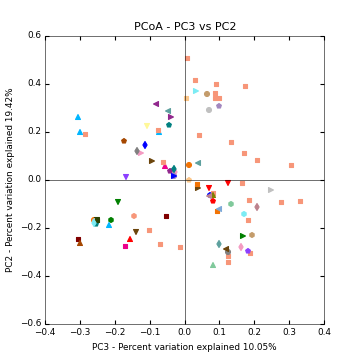 PCoA - PC3 vs PC2
0.6
0.4
0.2
0.0
−0.2
−0.4
−0.6
PC2 - Percent variation explained 19.42%
−0.4 −0.3 −0.2 −0.1 0.0 0.1 0.2 0.3 0.4
PC3 - Percent variation explained 10.05%